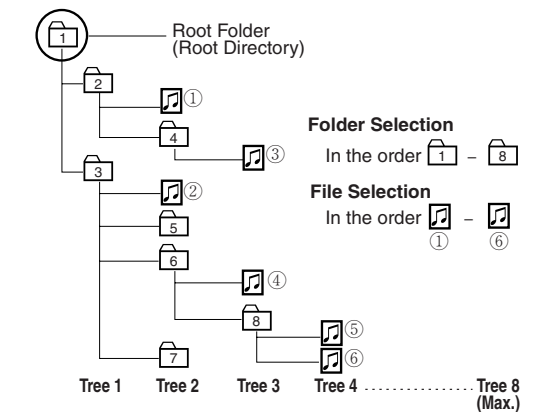 1 Root Folder
(Root Directory)
2
①
4
③
3
②
5
6
④
8
⑤
⑥
7
Folder Selection
In the order 1 – 8
File Selection
In the order –
① ⑥
Tree 1 Tree 2 Tree 3 Tree 4 .............. Tree 8
(Max.)